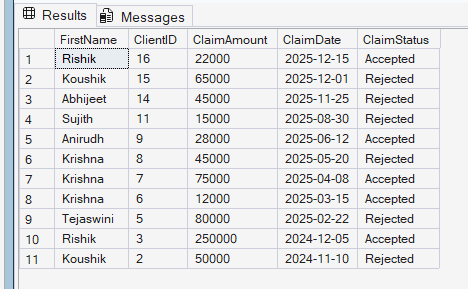 Results Messages
FirstName ClientID ClaimAmount ClaimDate ClaimStatus
1 Rishik 16 22000 2025-12-15 Accepted
2 Koushik 15 65000 2025-12-01 Rejected
3 Abhijeet 14 45000 2025-11-25 Rejected
4 Sujith 11 15000 2025-08-30 Rejected
5 Anirudh 9 28000 2025-06-12 Accepted
6 Krishna 8 45000 2025-05-20 Rejected
7 Krishna 7 75000 2025-04-08 Accepted
8 Krishna 6 12000 2025-03-15 Accepted
9 Tejaswini 5 80000 2025-02-22 Rejected
10 Rishik 3 250000 2024-12-05 Accepted
11 Koushik 2 50000 2024-11-10 Rejected